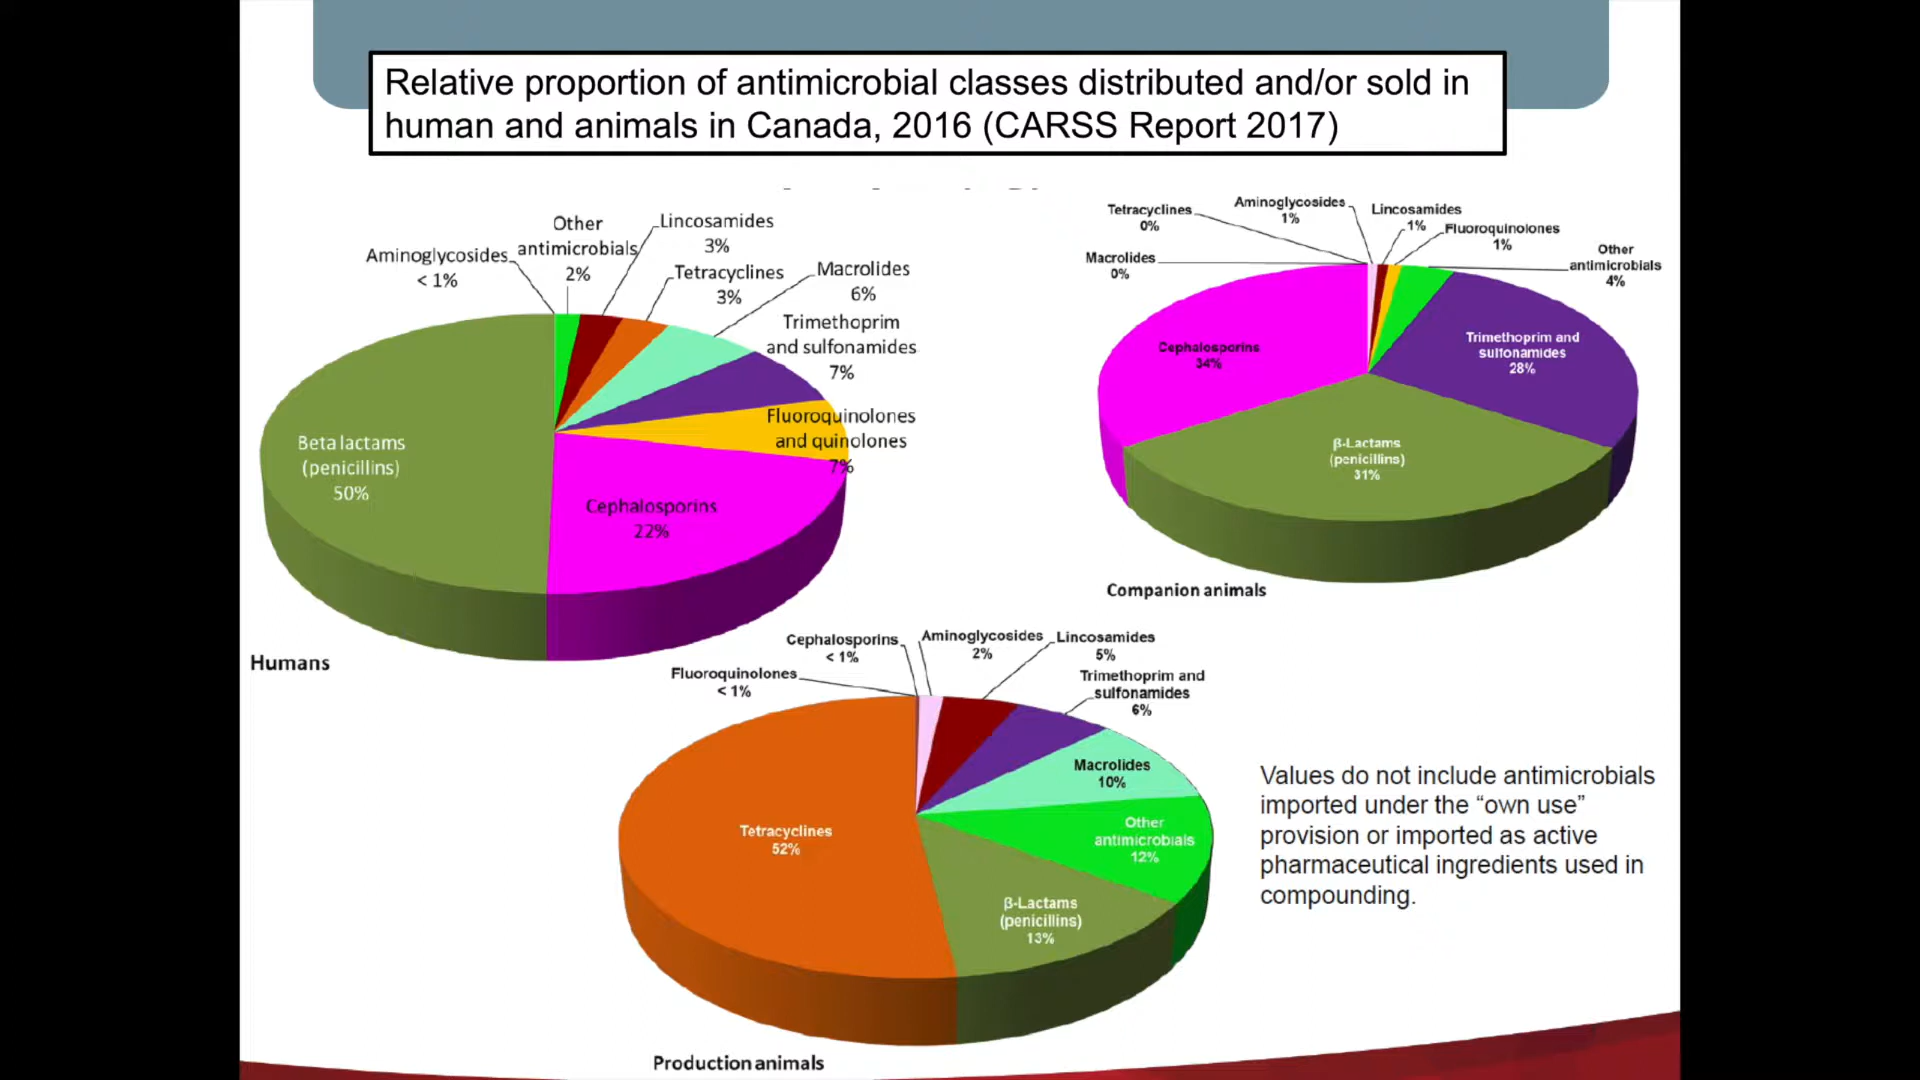 Relative proportion of antimicrobial classes distributed and/or sold in
human and animals in Canada, 2016 (CARSS Report 2017)
Aminoglycosides
< 1%
Other
antimicrobials
2%
Lincosamides
3%
Tetracyclines
3%
Macrolides
6%
Trimethoprim
and sulfonamides
7%
Fluoroquinolones
and quinolones
7%
Cephalosporins
22%
Beta lactams
(penicillins)
50%
Humans
Macrolides
0%
Tetracyclines
0%
Aminoglycosides
1%
Lincosamides
1%
Fluoroquinolones
1%
Other
antimicrobials
4%
Trimethoprim and
sulfonamides
28%
β-Lactams
(penicillins)
31%
Cephalosporins
34%
Companion animals
Fluoroquinolones
< 1%
Cephalosporins
< 1%
Aminoglycosides
2%
Lincosamides
5%
Trimethoprim and
sulfonamides
6%
Macrolides
10%
Other
antimicrobials
12%
β-Lactams
(penicillins)
13%
Tetracyclines
52%
Production animals
Values do not include antimicrobials
imported under the “own use”
provision or imported as active
pharmaceutical ingredients used in
compounding.